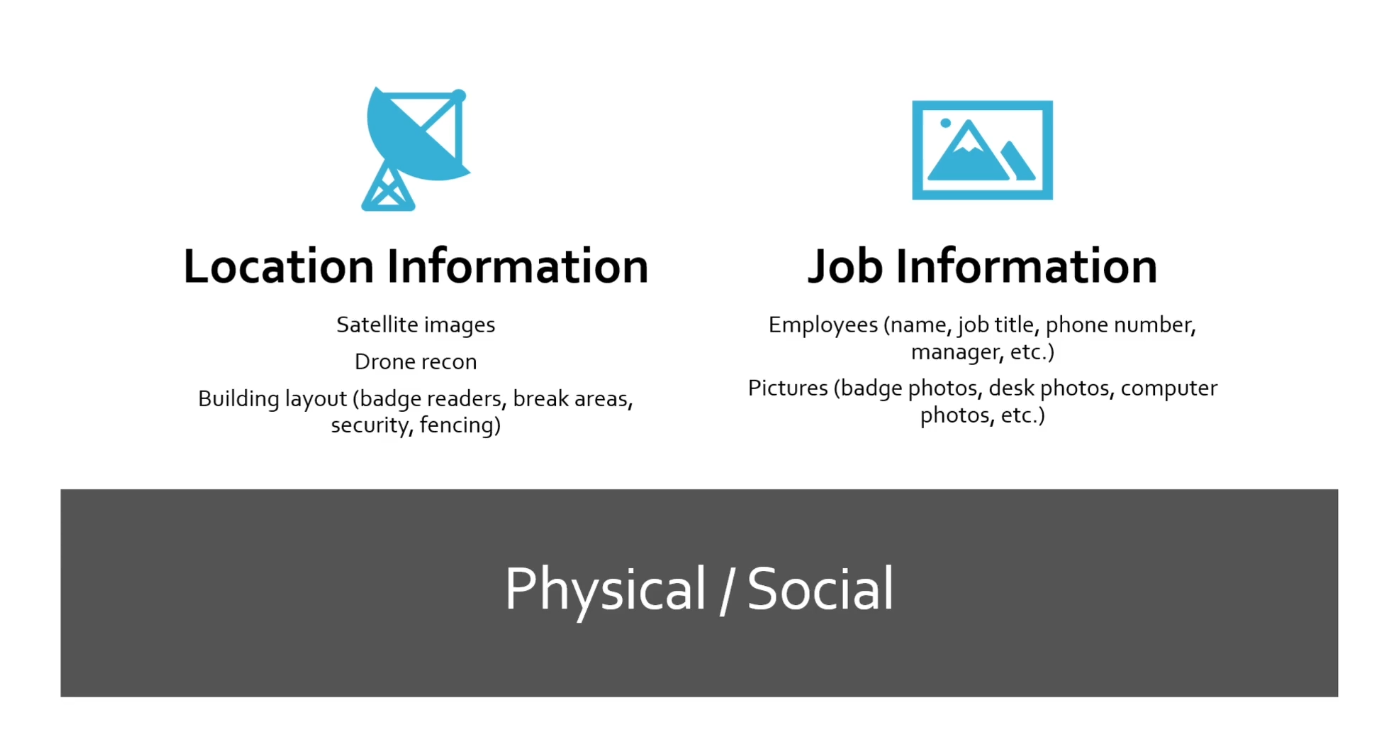 Location Information
Satellite images
Drone recon
Building layout (badge readers, break areas,
security, fencing)
Job Information
Employees (name, job title, phone number,
manager, etc.)
Pictures (badge photos, desk photos, computer
photos, etc.)
Physical / Social